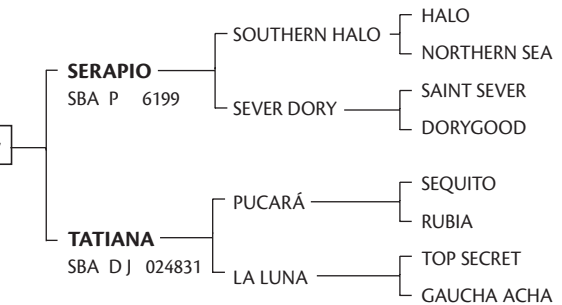 HALO
SOUTHERN HALO
NORTHERN SEA
SERAPIO
SBA P 6199
SAINT SEVER
SEVER DORY
DORYGOOD
SEQUITO
PUCARÁ
RUBIA
TATIANA
SBA D J 024831
TOP SECRET
LA LUNA
GAUCHA ACHA